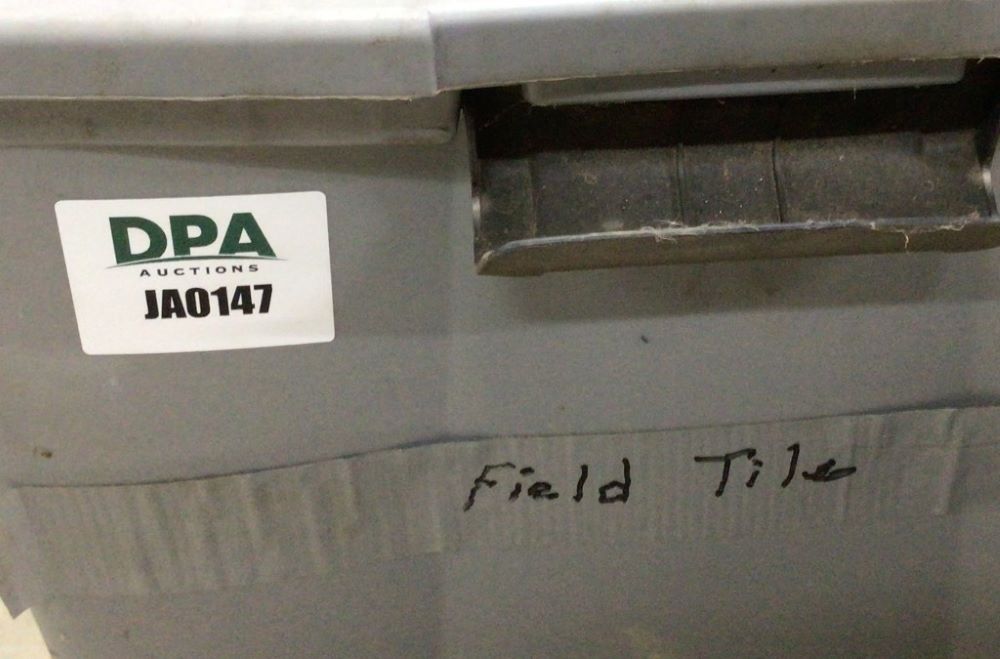 DPA
AUCTIONS
JA0147
Field Tile